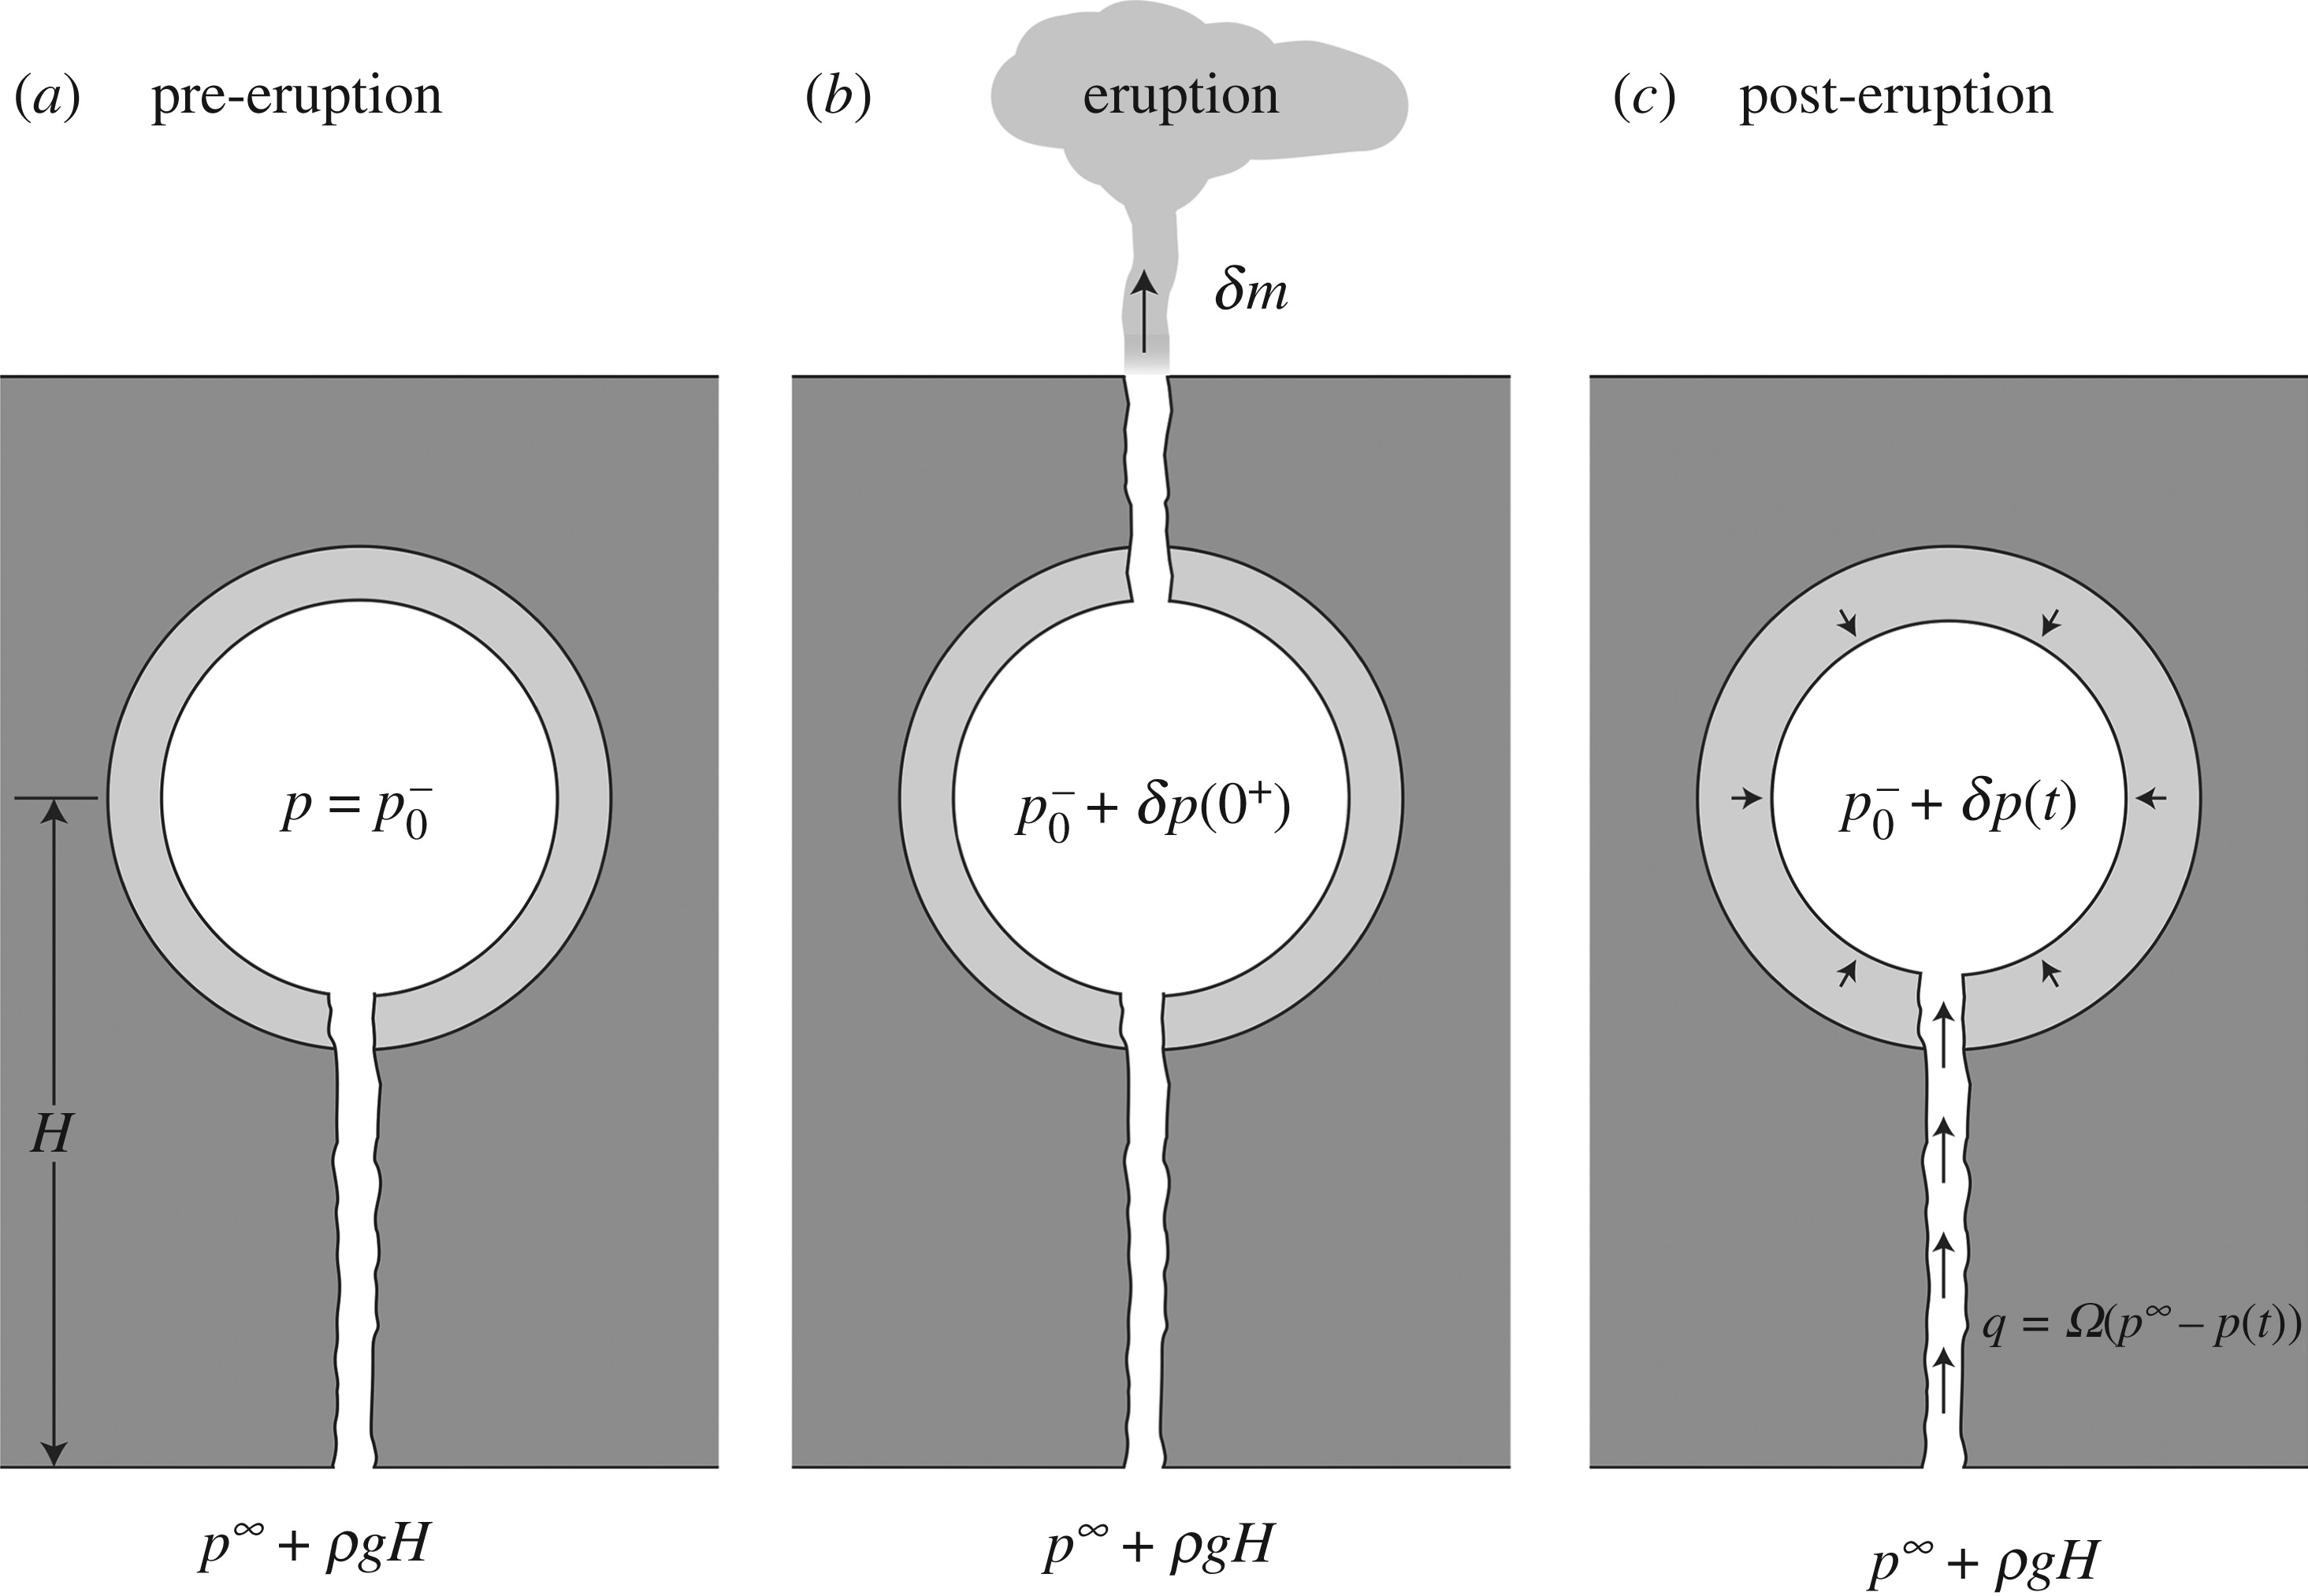 (a) pre-eruption
(b) eruption
(c) post-eruption
δm
p = p₀⁻
p₀⁻ + δp(0⁺)
p₀⁻ + δp(t)
H
q = Ω(p^∞ − p(t))
p^∞ + ρgH
p^∞ + ρgH
p^∞ + ρgH